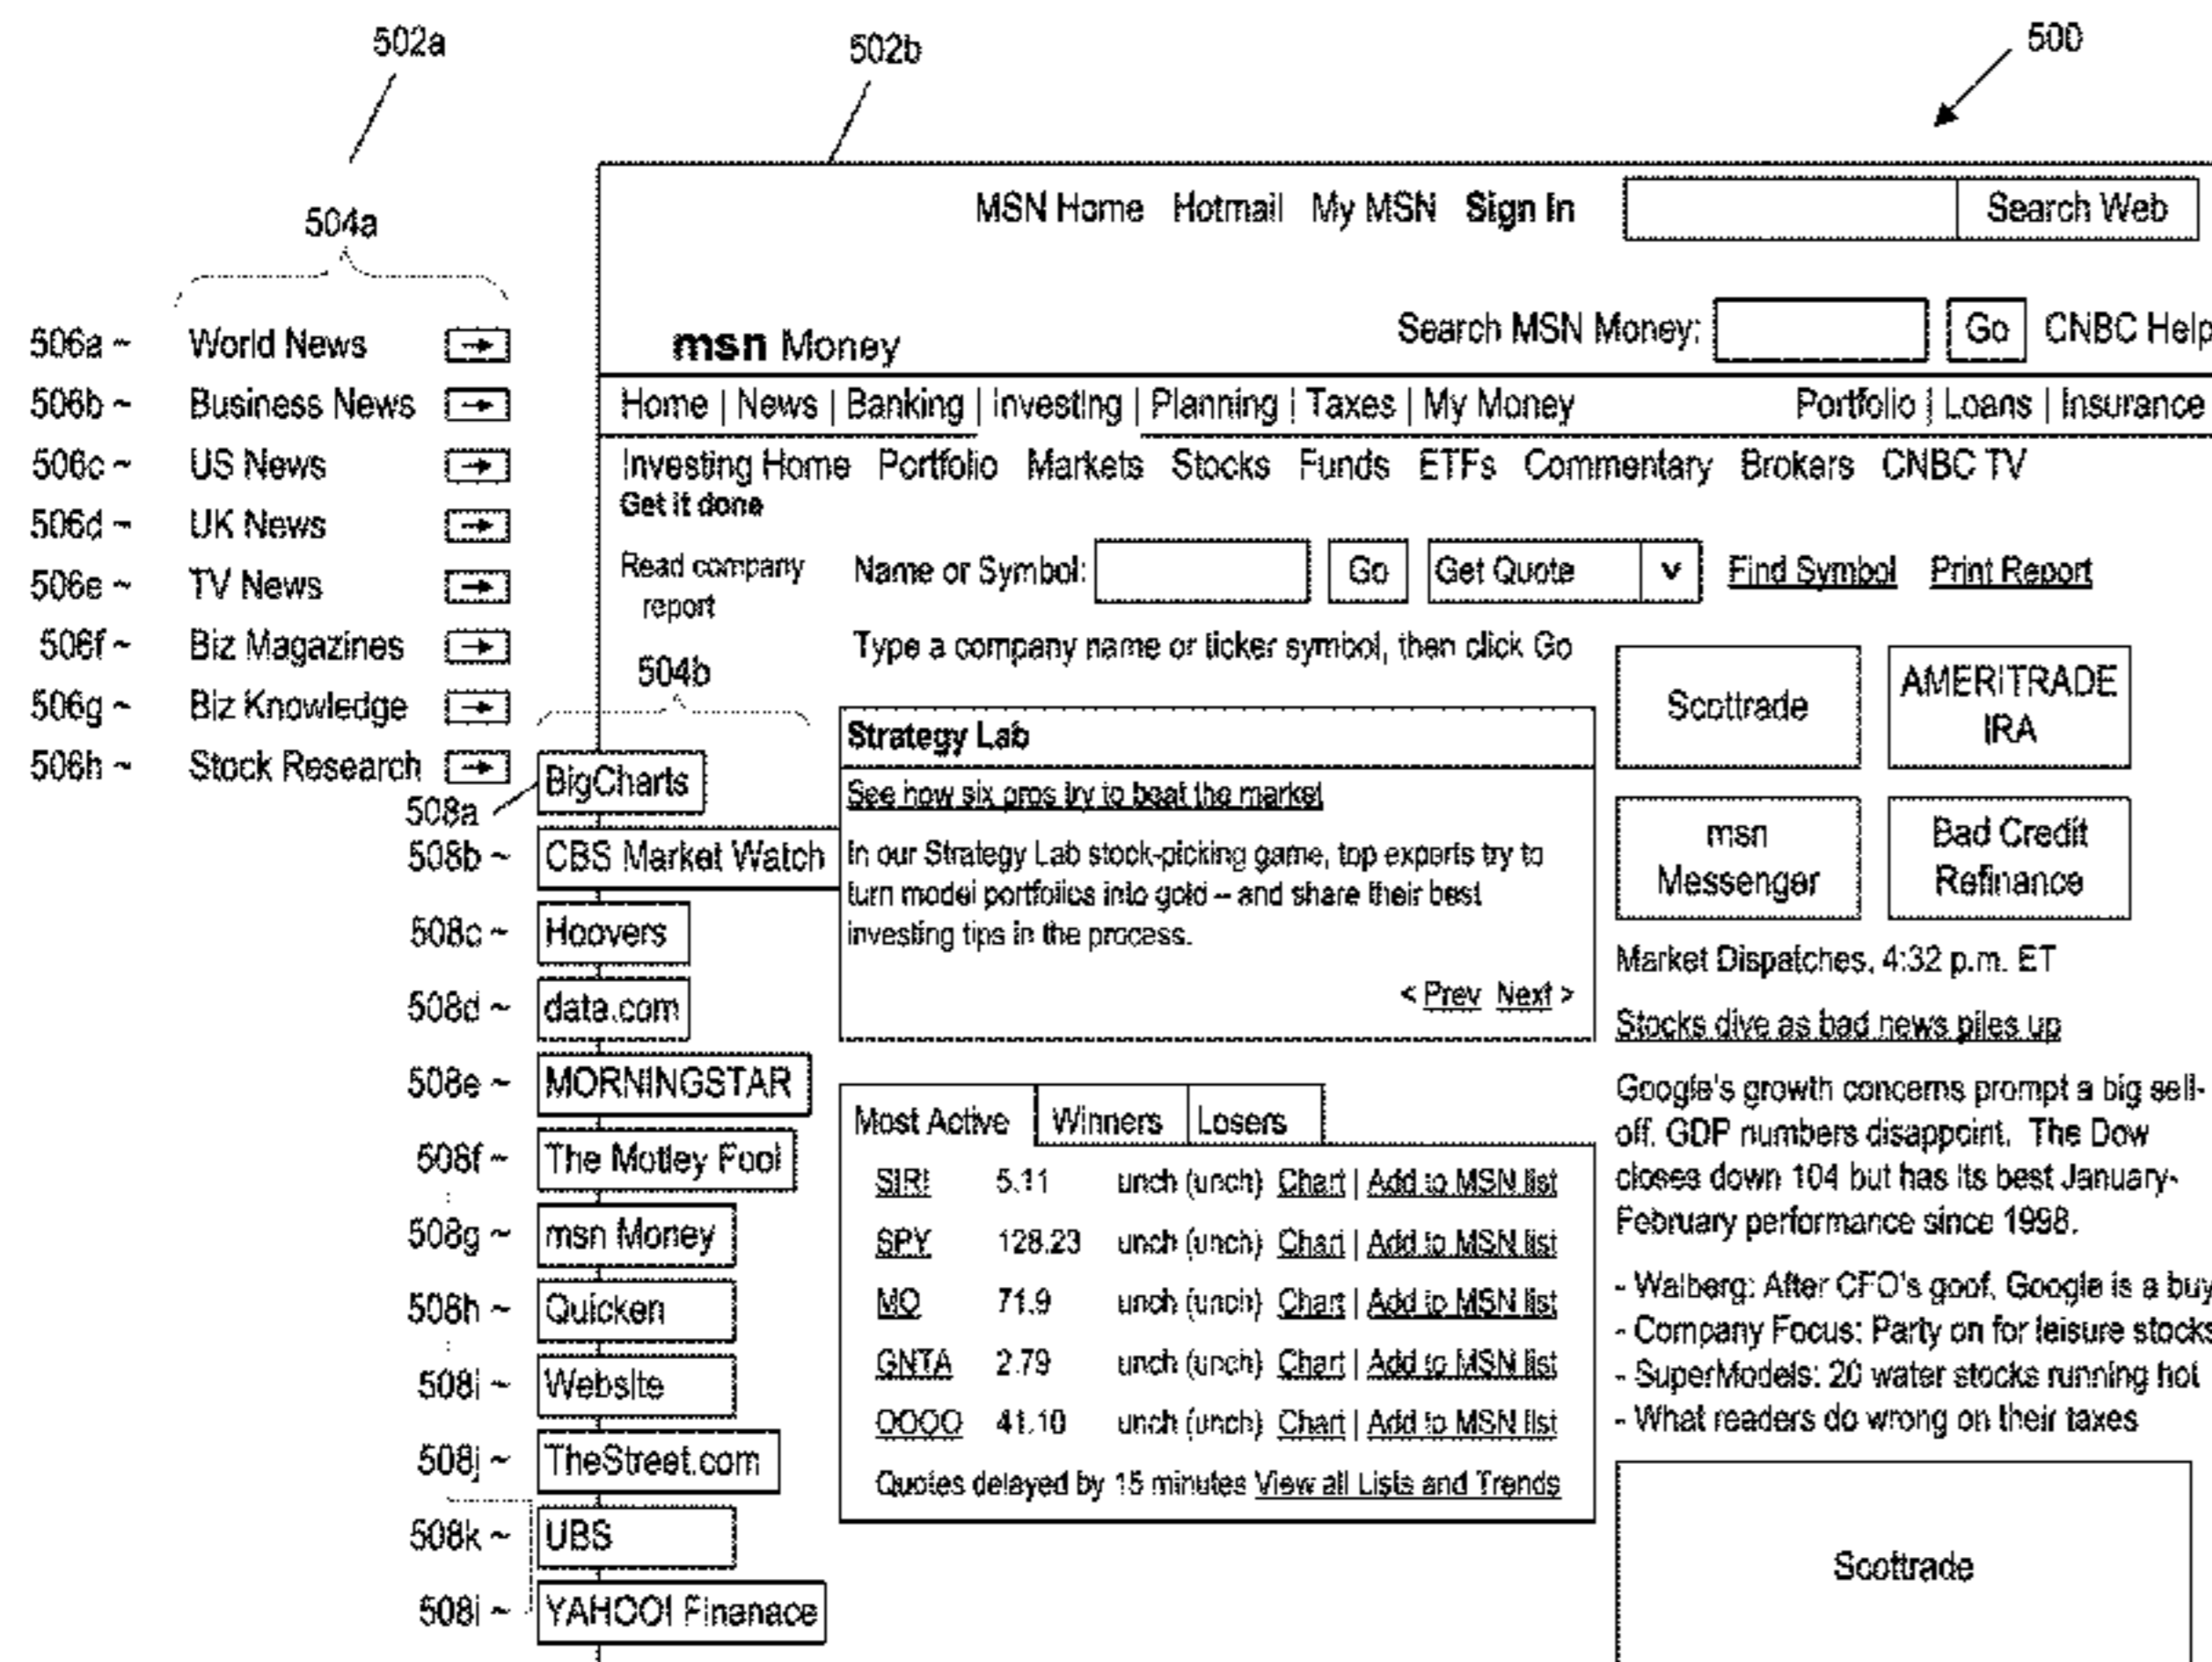 502a
502b
500
504a
MSN Home Hotmail My MSN Sign In Search Web
msn Money
Search MSN Money: Go CNBC Help
Home | News | Banking | Investing | Planning | Taxes | My Money Portfolio | Loans | Insurance
Investing Home Portfolio Markets Stocks Funds ETFs Commentary Brokers CNBC TV
Get it done
506a ~ World News →
506b ~ Business News →
506c ~ US News →
506d ~ UK News →
506e ~ TV News →
506f ~ Biz Magazines →
506g ~ Biz Knowledge →
506h ~ Stock Research →
Read company
report
Name or Symbol: Go Get Quote v Find Symbol Print Report
Type a company name or ticker symbol, then click Go
504b
508a BigCharts
508b ~ CBS Market Watch
508c ~ Hoovers
508d ~ data.com
508e ~ MORNINGSTAR
508f ~ The Motley Fool
508g ~ msn Money
508h ~ Quicken
508i ~ Website
508j ~ TheStreet.com
508k ~ UBS
508l ~ YAHOO! Finanace
Strategy Lab
See how six pros try to beat the market
In our Strategy Lab stock-picking game, top experts try to
turn model portfolios into gold – and share their best
investing tips in the process.
< Prev Next >
Most Active Winners Losers
SIRI 5.11 unch (unch) Chart | Add to MSN list
SPY 128.23 unch (unch) Chart | Add to MSN list
MO 71.9 unch (unch) Chart | Add to MSN list
GNTA 2.79 unch (unch) Chart | Add to MSN list
41.10 unch (unch) Chart | Add to MSN list
Quotes delayed by 15 minutes View all Lists and Trends
Scottrade
AMERITRADE
IRA
msn
Messenger
Bad Credit
Refinance
Market Dispatches, 4:32 p.m. ET
Stocks dive as bad news piles up
Google's growth concerns prompt a big sell-
off. GDP numbers disappoint. The Dow
closes down 104 but has its best January-
February performance since 1998.
- Walberg: After CFO's goof, Google is a buy
- Company Focus: Party on for leisure stocks
- SuperModels: 20 water stocks running hot
- What readers do wrong on their taxes
Scottrade